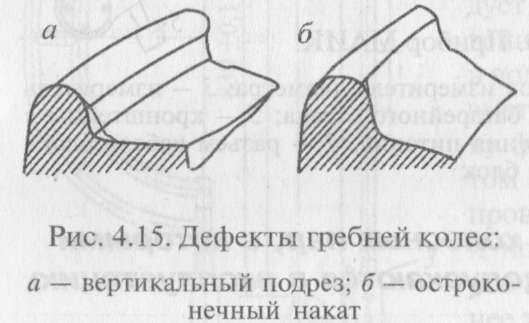 а
б
Рис. 4.15. Дефекты гребней колес:
а — вертикальный подрез; б — остроко-
нечный накат